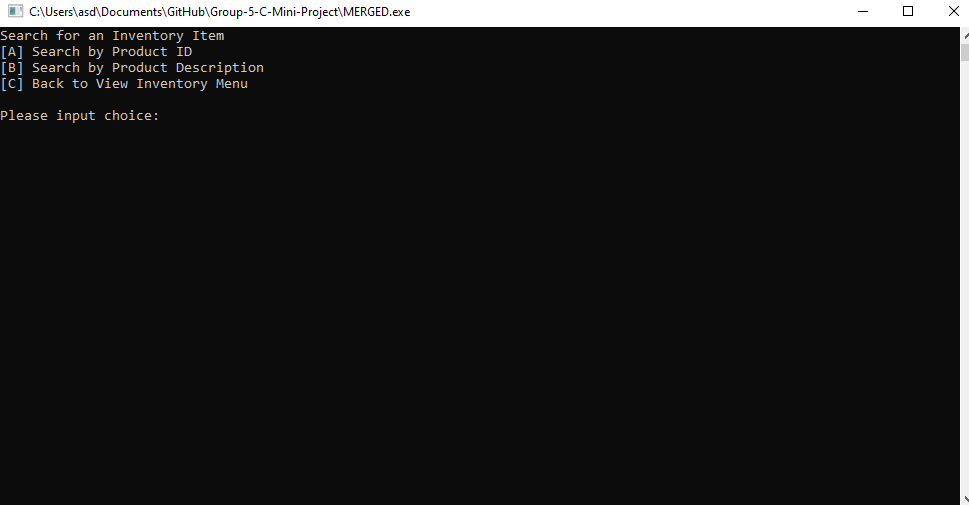 C:\Users\asd\Documents\GitHub\Group-5-C-Mini-Project\MERGED.exe
Search for an Inventory Item
[A] Search by Product ID
[B] Search by Product Description
[C] Back to View Inventory Menu
Please input choice: